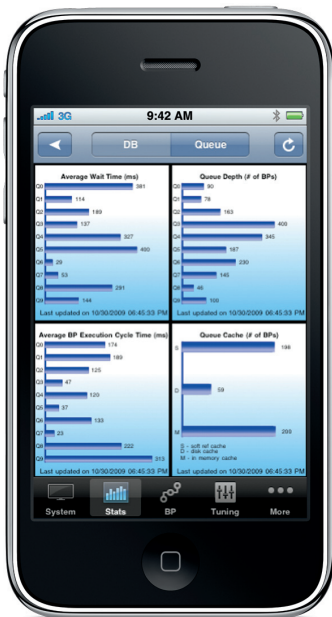 3G 9:42 AM
DB Queue
Average Wait Time (ms)
Q0 381
Q1 114
Q2 189
Q3 137
Q4 327
Q5 400
Q6 29
Q7 53
Q8 291
Q9 144
Last updated on 10/30/2009 06:45:33 PM
Queue Depth (# of BPs)
Q0 90
Q1 78
Q2 163
Q3 400
Q4 345
Q5 187
Q6 230
Q7 145
Q8 46
Q9 100
Last updated on 10/30/2009 06:45:33 PM
Average BP Execution Cycle Time (ms)
Q0 174
Q1 189
Q2 125
Q3 47
Q4 120
Q5 37
Q6 133
Q7 23
Q8 222
Q9 313
Last updated on 10/30/2009 06:45:33 PM
Queue Cache (# of BPs)
S 198
D 59
M 200
S - soft ref cache
D - disk cache
M - in memory cache
Last updated on 10/30/2009 06:45:33 PM
System Stats BP Tuning More